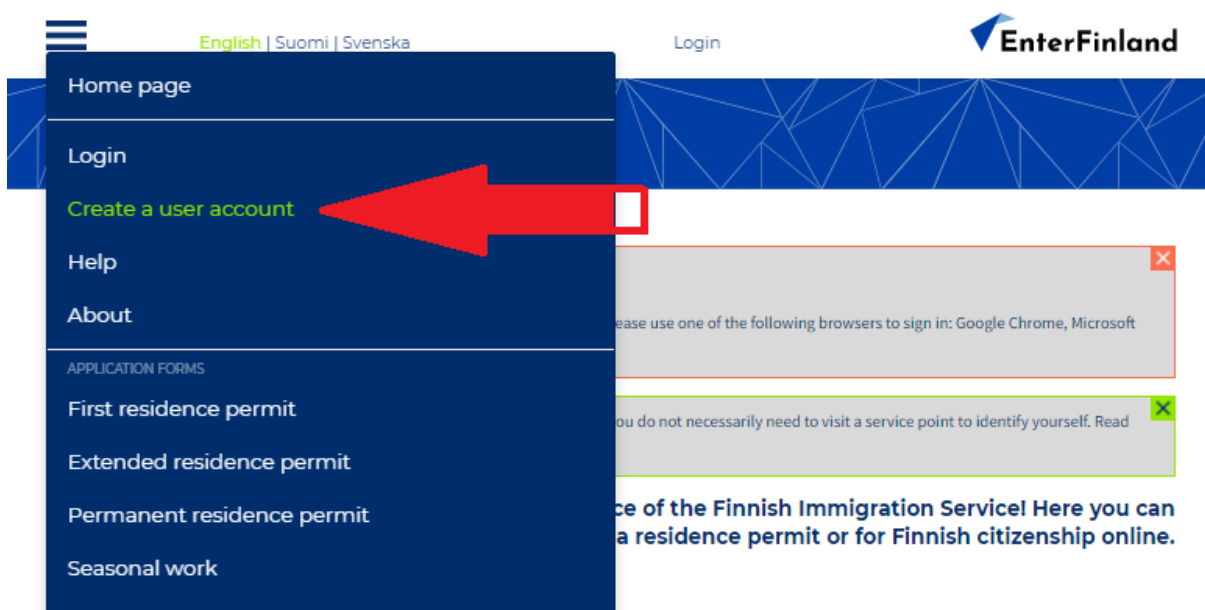 English | Suomi | Svenska
Login
EnterFinland
Home page
Login
Create a user account
Help
About
APPLICATION FORMS
First residence permit
Extended residence permit
Permanent residence permit
Seasonal work
ease use one of the following browsers to sign in: Google Chrome, Microsoft
ou do not necessarily need to visit a service point to identify yourself. Read
ce of the Finnish Immigration Service! Here you can
a residence permit or for Finnish citizenship online.